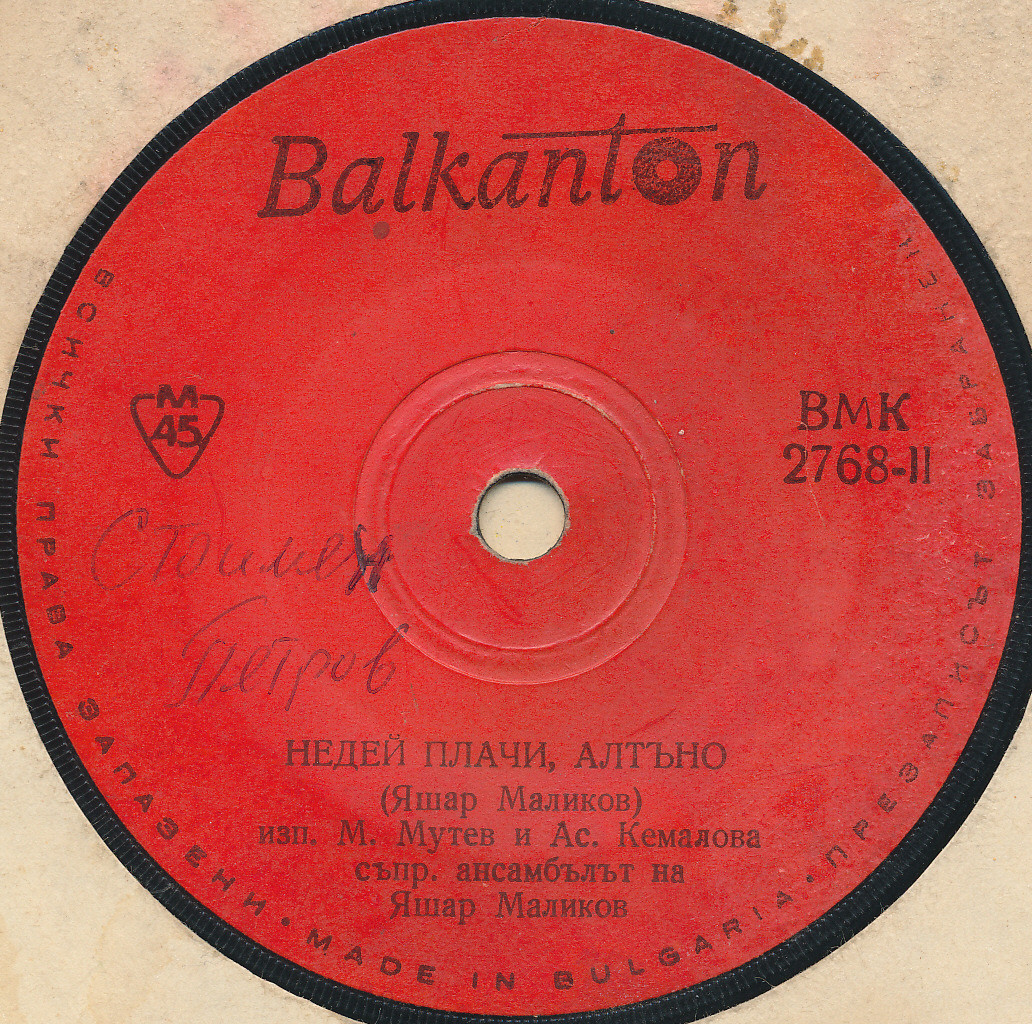 Balkanton
M
45
ВМК
2768-II
Стоимен
Петров
НЕДЕЙ ПЛАЧИ, АЛТЪНО
(Яшар Маликов)
изп. М. Мутев и Ас. Кемалова
съпр. ансамбълът на
Яшар Маликов
ВСИЧКИ ПРАВА ЗАПАЗЕНИ • MADE IN BULGARIA • ПРЕЗАПИСЪТ ЗАБРАНЕН